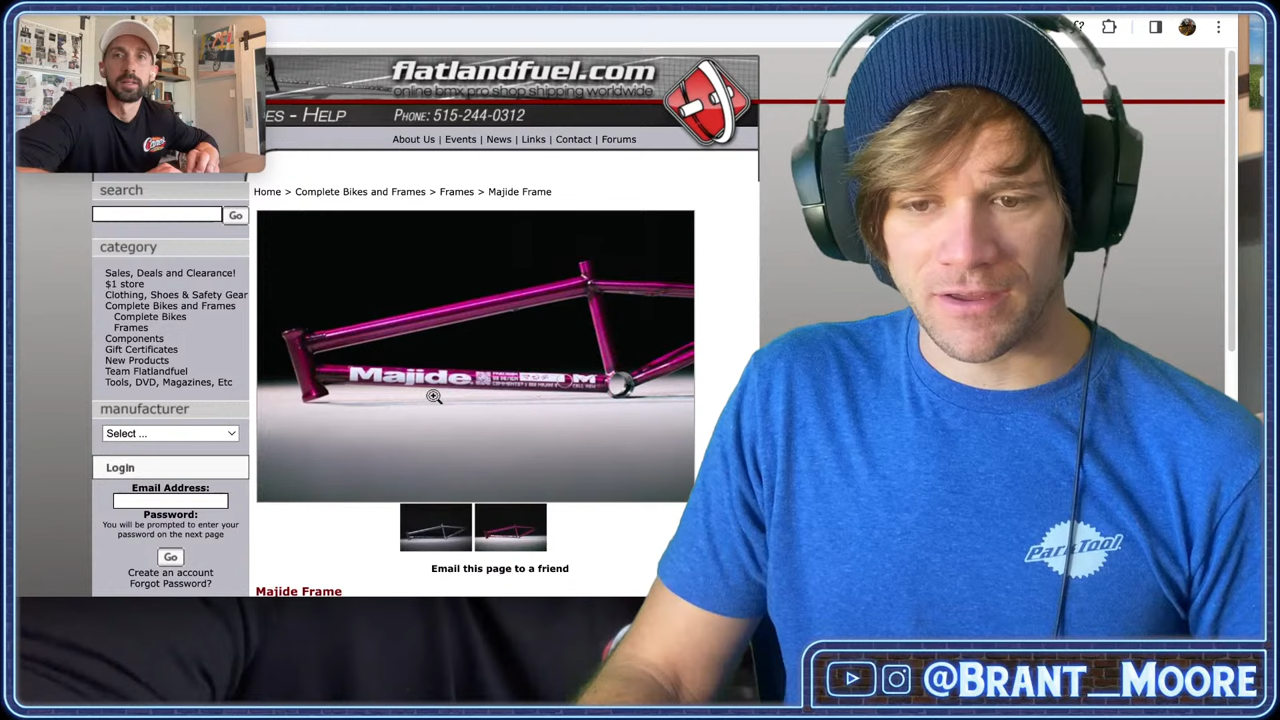 flatlandfuel.com
online bmx pro shop shipping worldwide
ES - HELP
PHONE: 515-244-0312
About Us | Events | News | Links | Contact | Forums
search
Go
Home > Complete Bikes and Frames > Frames > Majide Frame
category
Sales, Deals and Clearance!
$1 store
Clothing, Shoes & Safety Gear
Complete Bikes and Frames
Complete Bikes
Frames
Components
Gift Certificates
New Products
Team Flatlandfuel
Tools, DVD, Magazines, Etc
manufacturer
Select ...
Login
Email Address:
Password:
You will be prompted to enter your
password on the next page
Go
Create an account
Forgot Password?
Majide
M
Email this page to a friend
Majide Frame
ParkTool
@BRANT_MOORE